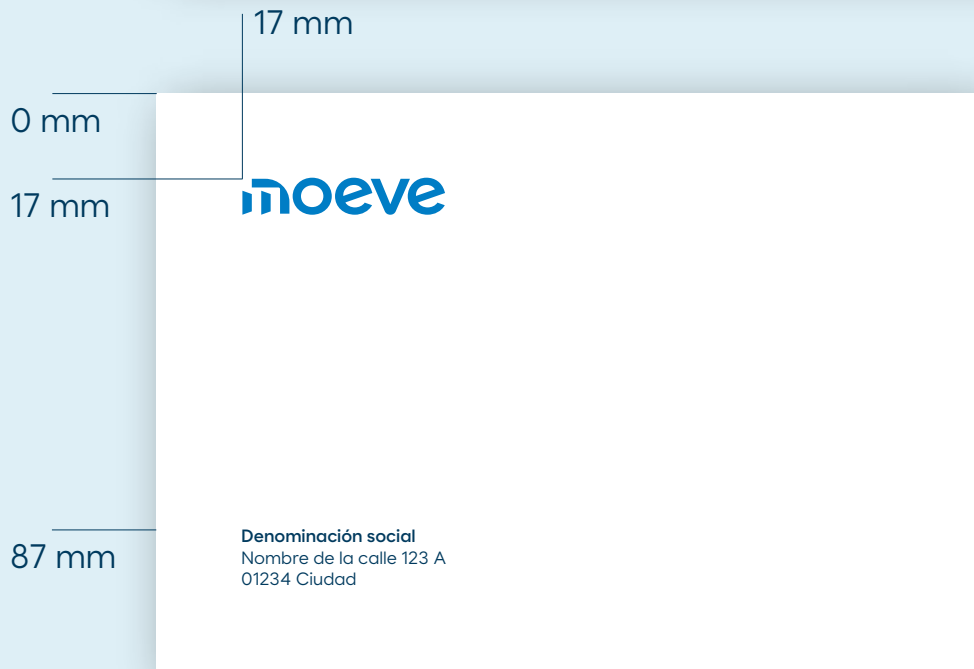 17 mm
0 mm
17 mm
moeve
87 mm
Denominación social
Nombre de la calle 123 A
01234 Ciudad